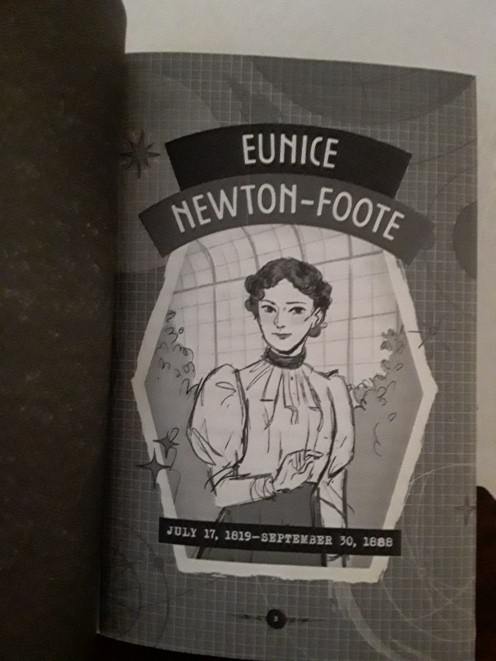 EUNICE
NEWTON-FOOTE
JULY 17, 1819–SEPTEMBER 30, 1888